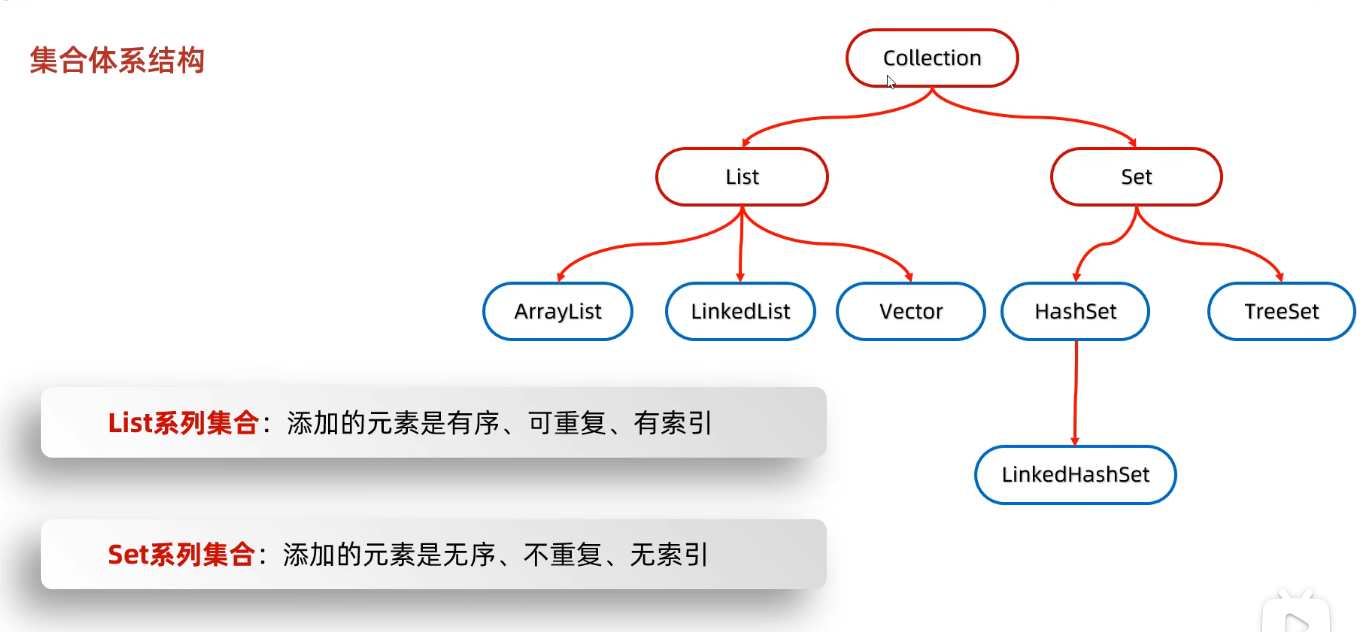 集合体系结构
Collection
List
Set
ArrayList
LinkedList
Vector
HashSet
TreeSet
List系列集合：添加的元素是有序、可重复、有索引
LinkedHashSet
Set系列集合：添加的元素是无序、不重复、无索引